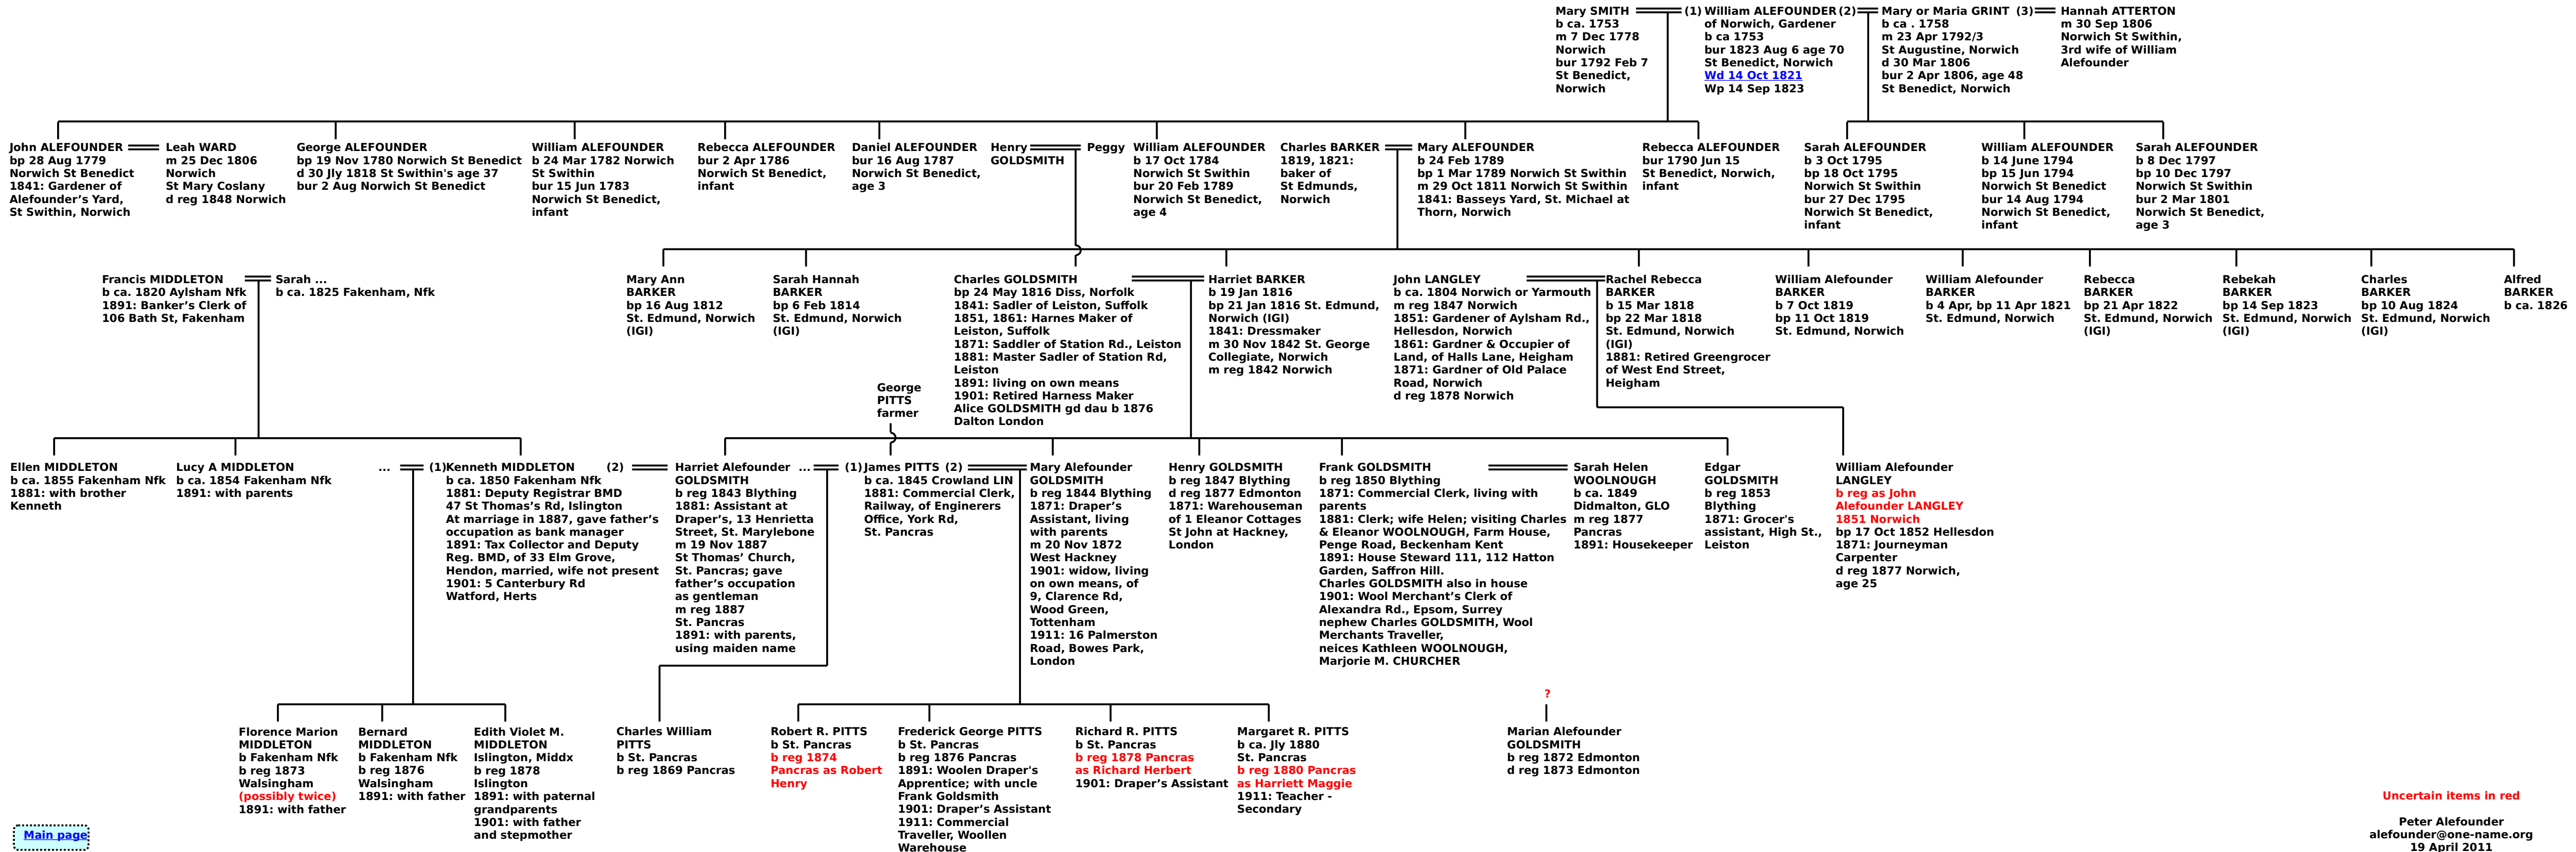 Mary SMITH
b ca. 1753
m 7 Dec 1778
Norwich
bur 1792 Feb 7
St Benedict,
Norwich
(1) William ALEFOUNDER (2)
of Norwich, Gardener
b ca 1753
bur 1823 Aug 6 age 70
St Benedict, Norwich
Wd 14 Oct 1821
Wp 14 Sep 1823
Mary or Maria GRINT (3)
b ca . 1758
m 23 Apr 1792/3
St Augustine, Norwich
d 30 Mar 1806
bur 2 Apr 1806, age 48
St Benedict, Norwich
Hannah ATTERTON
m 30 Sep 1806
Norwich St Swithin,
3rd wife of William
Alefounder
John ALEFOUNDER
bp 28 Aug 1779
Norwich St Benedict
1841: Gardener of
Alefounder’s Yard,
St Swithin, Norwich
Leah WARD
m 25 Dec 1806
Norwich
St Mary Coslany
d reg 1848 Norwich
George ALEFOUNDER
bp 19 Nov 1780 Norwich St Benedict
d 30 Jly 1818 St Swithin's age 37
bur 2 Aug Norwich St Benedict
William ALEFOUNDER
b 24 Mar 1782 Norwich
St Swithin
bur 15 Jun 1783
Norwich St Benedict,
infant
Rebecca ALEFOUNDER
bur 2 Apr 1786
Norwich St Benedict,
infant
Daniel ALEFOUNDER
bur 16 Aug 1787
Norwich St Benedict,
age 3
Henry
GOLDSMITH
Peggy
William ALEFOUNDER
b 17 Oct 1784
Norwich St Swithin
bur 20 Feb 1789
Norwich St Benedict,
age 4
Charles BARKER
1819, 1821:
baker of
St Edmunds,
Norwich
Mary ALEFOUNDER
b 24 Feb 1789
bp 1 Mar 1789 Norwich St Swithin
m 29 Oct 1811 Norwich St Swithin
1841: Basseys Yard, St. Michael at
Thorn, Norwich
Rebecca ALEFOUNDER
bur 1790 Jun 15
St Benedict, Norwich,
infant
Sarah ALEFOUNDER
b 3 Oct 1795
bp 18 Oct 1795
Norwich St Swithin
bur 27 Dec 1795
Norwich St Benedict,
infant
William ALEFOUNDER
b 14 June 1794
bp 15 Jun 1794
Norwich St Benedict
bur 14 Aug 1794
Norwich St Benedict,
infant
Sarah ALEFOUNDER
b 8 Dec 1797
bp 10 Dec 1797
Norwich St Swithin
bur 2 Mar 1801
Norwich St Benedict,
age 3
Francis MIDDLETON
b ca. 1820 Aylsham Nfk
1891: Banker’s Clerk of
106 Bath St, Fakenham
Sarah ...
b ca. 1825 Fakenham, Nfk
Mary Ann
BARKER
bp 16 Aug 1812
St. Edmund, Norwich
(IGI)
Sarah Hannah
BARKER
bp 6 Feb 1814
St. Edmund, Norwich
(IGI)
Charles GOLDSMITH
bp 24 May 1816 Diss, Norfolk
1841: Sadler of Leiston, Suffolk
1851, 1861: Harnes Maker of
Leiston, Suffolk
1871: Saddler of Station Rd., Leiston
1881: Master Sadler of Station Rd,
Leiston
1891: living on own means
1901: Retired Harness Maker
Alice GOLDSMITH gd dau b 1876
Dalton London
Harriet BARKER
b 19 Jan 1816
bp 21 Jan 1816 St. Edmund,
Norwich (IGI)
1841: Dressmaker
m 30 Nov 1842 St. George
Collegiate, Norwich
m reg 1842 Norwich
John LANGLEY
b ca. 1804 Norwich or Yarmouth
m reg 1847 Norwich
1851: Gardener of Aylsham Rd.,
Hellesdon, Norwich
1861: Gardner & Occupier of
Land, of Halls Lane, Heigham
1871: Gardner of Old Palace
Road, Norwich
d reg 1878 Norwich
Rachel Rebecca
BARKER
b 15 Mar 1818
bp 22 Mar 1818
St. Edmund, Norwich
(IGI)
1881: Retired Greengrocer
of West End Street,
Heigham
William Alefounder
BARKER
b 7 Oct 1819
bp 11 Oct 1819
St. Edmund, Norwich
William Alefounder
BARKER
b 4 Apr, bp 11 Apr 1821
St. Edmund, Norwich
Rebecca
BARKER
bp 21 Apr 1822
St. Edmund, Norwich
(IGI)
Rebekah
BARKER
bp 14 Sep 1823
St. Edmund, Norwich
(IGI)
Charles
BARKER
bp 10 Aug 1824
St. Edmund, Norwich
(IGI)
Alfred
BARKER
b ca. 1826
George
PITTS
farmer
Ellen MIDDLETON
b ca. 1855 Fakenham Nfk
1881: with brother
Kenneth
Lucy A MIDDLETON
b ca. 1854 Fakenham Nfk
1891: with parents
...
(1)Kenneth MIDDLETON (2)
b ca. 1850 Fakenham Nfk
1881: Deputy Registrar BMD
47 St Thomas’s Rd, Islington
At marriage in 1887, gave father’s
occupation as bank manager
1891: Tax Collector and Deputy
Reg. BMD, of 33 Elm Grove,
Hendon, married, wife not present
1901: 5 Canterbury Rd
Watford, Herts
Harriet Alefounder
GOLDSMITH
b reg 1843 Blything
1881: Assistant at
Draper’s, 13 Henrietta
Street, St. Marylebone
m 19 Nov 1887
St Thomas’ Church,
St. Pancras; gave
father’s occupation
as gentleman
m reg 1887
St. Pancras
1891: with parents,
using maiden name
...
(1)James PITTS (2)
b ca. 1845 Crowland LIN
1881: Commercial Clerk,
Railway, of Enginerers
Office, York Rd,
St. Pancras
Mary Alefounder
GOLDSMITH
b reg 1844 Blything
1871: Draper’s
Assistant, living
with parents
m 20 Nov 1872
West Hackney
1901: widow, living
on own means, of
9, Clarence Rd,
Wood Green,
Tottenham
1911: 16 Palmerston
Road, Bowes Park,
London
Henry GOLDSMITH
b reg 1847 Blything
d reg 1877 Edmonton
1871: Warehouseman
of 1 Eleanor Cottages
St John at Hackney,
London
Frank GOLDSMITH
b reg 1850 Blything
1871: Commercial Clerk, living with
parents
1881: Clerk; wife Helen; visiting Charles
& Eleanor WOOLNOUGH, Farm House,
Penge Road, Beckenham Kent
1891: House Steward 111, 112 Hatton
Garden, Saffron Hill.
Charles GOLDSMITH also in house
1901: Wool Merchant’s Clerk of
Alexandra Rd., Epsom, Surrey
nephew Charles GOLDSMITH, Wool
Merchants Traveller,
neices Kathleen WOOLNOUGH,
Marjorie M. CHURCHER
Sarah Helen
WOOLNOUGH
b ca. 1849
Didmalton, GLO
m reg 1877
Pancras
1891: Housekeeper
Edgar
GOLDSMITH
b reg 1853
Blything
1871: Grocer's
assistant, High St.,
Leiston
William Alefounder
LANGLEY
b reg as John
Alefounder LANGLEY
1851 Norwich
bp 17 Oct 1852 Hellesdon
1871: Journeyman
Carpenter
d reg 1877 Norwich,
age 25
Florence Marion
MIDDLETON
b Fakenham Nfk
b reg 1873
Walsingham
(possibly twice)
1891: with father
Bernard
MIDDLETON
b Fakenham Nfk
b reg 1876
Walsingham
1891: with father
Edith Violet M.
MIDDLETON
Islington, Middx
b reg 1878
Islington
1891: with paternal
grandparents
1901: with father
and stepmother
Charles William
PITTS
b St. Pancras
b reg 1869 Pancras
Robert R. PITTS
b St. Pancras
b reg 1874
Pancras as Robert
Henry
Frederick George PITTS
b St. Pancras
b reg 1876 Pancras
1891: Woolen Draper's
Apprentice; with uncle
Frank Goldsmith
1901: Draper’s Assistant
1911: Commercial
Traveller, Woollen
Warehouse
Richard R. PITTS
b St. Pancras
b reg 1878 Pancras
as Richard Herbert
1901: Draper’s Assistant
Margaret R. PITTS
b ca. Jly 1880
St. Pancras
b reg 1880 Pancras
as Harriett Maggie
1911: Teacher -
Secondary
?
Marian Alefounder
GOLDSMITH
b reg 1872 Edmonton
d reg 1873 Edmonton
Main page
Uncertain items in red
Peter Alefounder
alefounder@one-name.org
19 April 2011